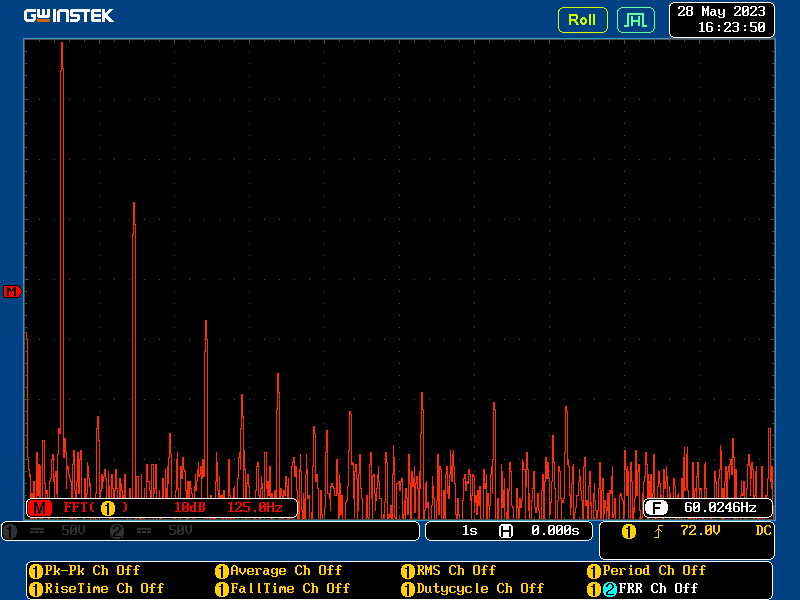 GWINSTEK
Roll
28 May 2023
16:23:50
M
M FFT( 1 ) 10dB 125.0Hz
F 60.0246Hz
1 50V 2 50V
1s H 0.000s
1 72.0V DC
1 Pk-Pk Ch Off 1 Average Ch Off 1 RMS Ch Off 1 Period Ch Off
1 RiseTime Ch Off 1 FallTime Ch Off 1 Dutycycle Ch Off 1 2 FRR Ch Off